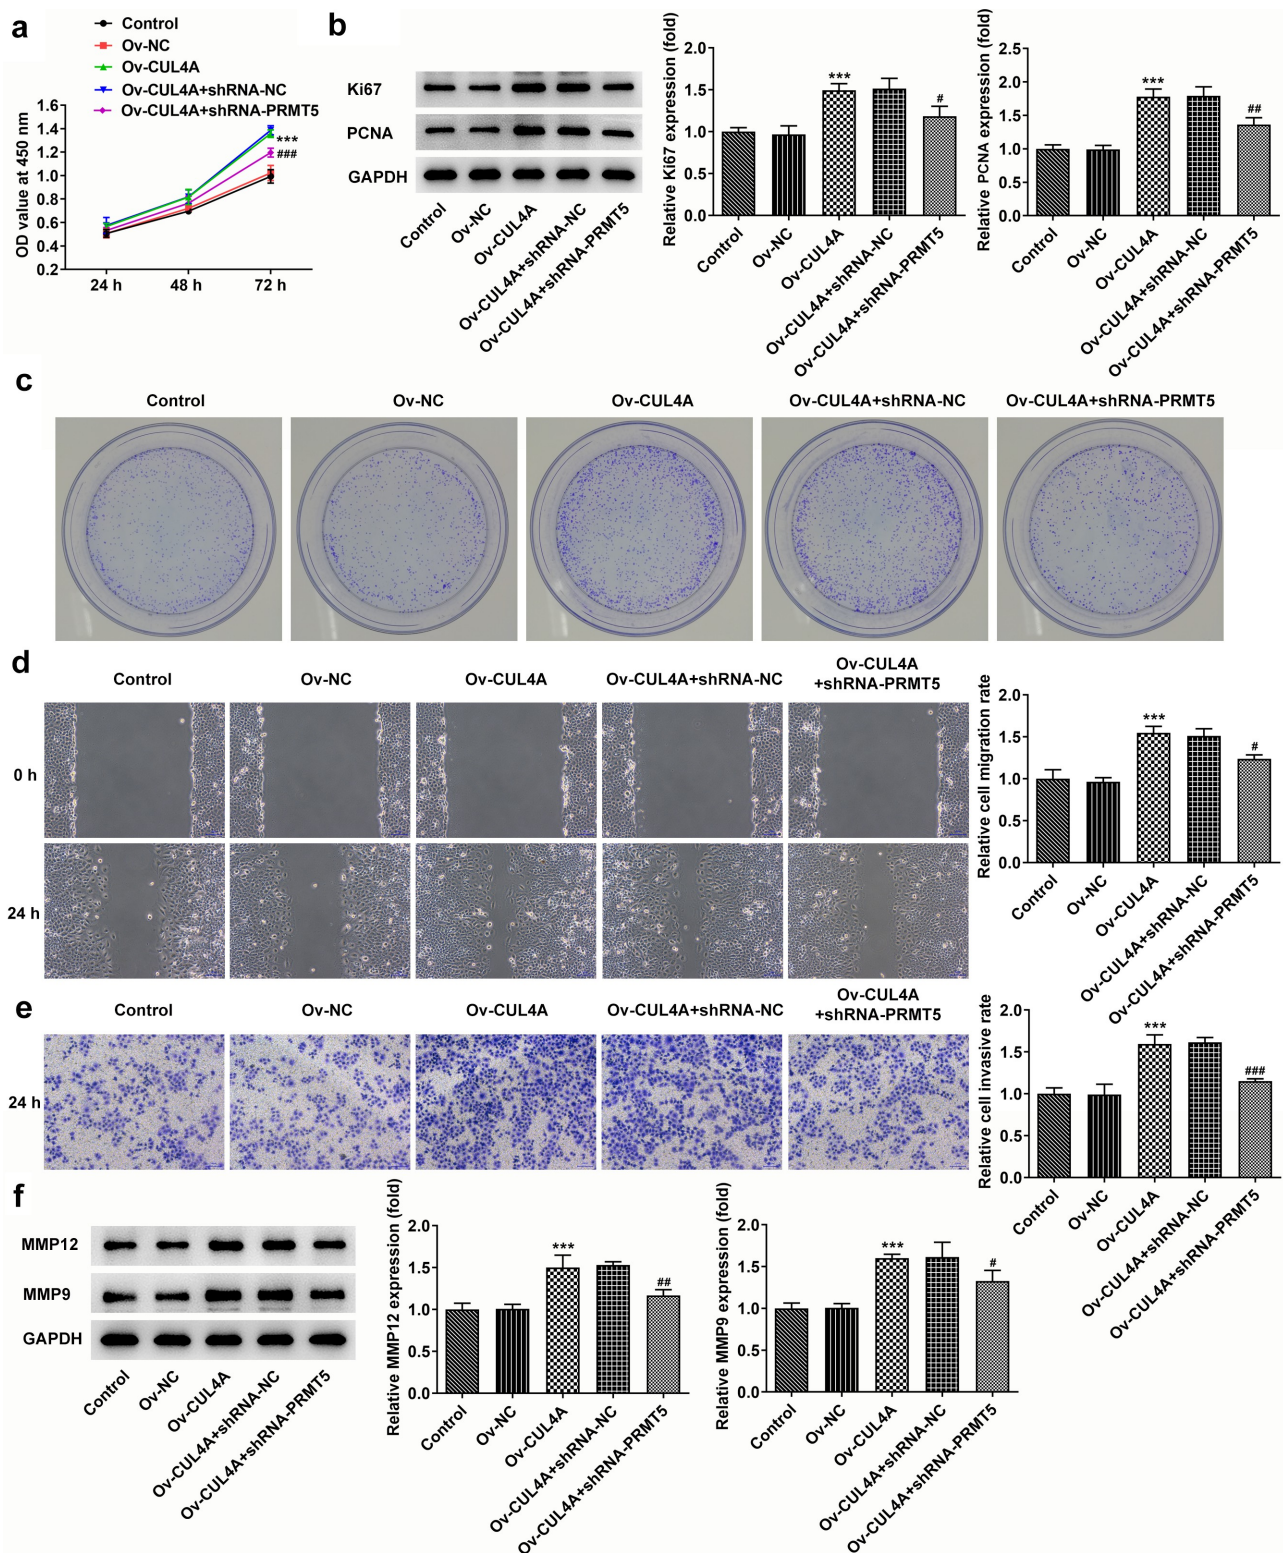 a
Control
Ov-NC
Ov-CUL4A
Ov-CUL4A+shRNA-NC
Ov-CUL4A+shRNA-PRMT5
OD value at 450 nm
1.6
1.4
1.2
1.0
0.8
0.6
0.4
0.2
***
###
24 h
48 h
72 h
b
Ki67
PCNA
GAPDH
Control
Ov-NC
Ov-CUL4A
Ov-CUL4A+shRNA-NC
Ov-CUL4A+shRNA-PRMT5
Relative Ki67 expression (fold)
2.0
1.5
1.0
0.5
0.0
***
#
Control
Ov-NC
Ov-CUL4A
Ov-CUL4A+shRNA-NC
Ov-CUL4A+shRNA-PRMT5
Relative PCNA expression (fold)
2.5
2.0
1.5
1.0
0.5
0.0
***
##
Control
Ov-NC
Ov-CUL4A
Ov-CUL4A+shRNA-NC
Ov-CUL4A+shRNA-PRMT5
c
Control
Ov-NC
Ov-CUL4A
Ov-CUL4A+shRNA-NC
Ov-CUL4A+shRNA-PRMT5
d
Control
Ov-NC
Ov-CUL4A
Ov-CUL4A+shRNA-NC
Ov-CUL4A
+shRNA-PRMT5
0 h
24 h
Relative cell migration rate
2.0
1.5
1.0
0.5
0.0
***
#
Control
Ov-NC
Ov-CUL4A
Ov-CUL4A+shRNA-NC
Ov-CUL4A+shRNA-PRMT5
e
Control
Ov-NC
Ov-CUL4A
Ov-CUL4A+shRNA-NC
Ov-CUL4A
+shRNA-PRMT5
24 h
Relative cell invasive rate
2.0
1.5
1.0
0.5
0.0
***
###
Control
Ov-NC
Ov-CUL4A
Ov-CUL4A+shRNA-NC
Ov-CUL4A+shRNA-PRMT5
f
MMP12
MMP9
GAPDH
Control
Ov-NC
Ov-CUL4A
Ov-CUL4A+shRNA-NC
Ov-CUL4A+shRNA-PRMT5
Relative MMP12 expression (fold)
2.0
1.5
1.0
0.5
0.0
***
##
Control
Ov-NC
Ov-CUL4A
Ov-CUL4A+shRNA-NC
Ov-CUL4A+shRNA-PRMT5
Relative MMP9 expression (fold)
2.0
1.5
1.0
0.5
0.0
***
#
Control
Ov-NC
Ov-CUL4A
Ov-CUL4A+shRNA-NC
Ov-CUL4A+shRNA-PRMT5